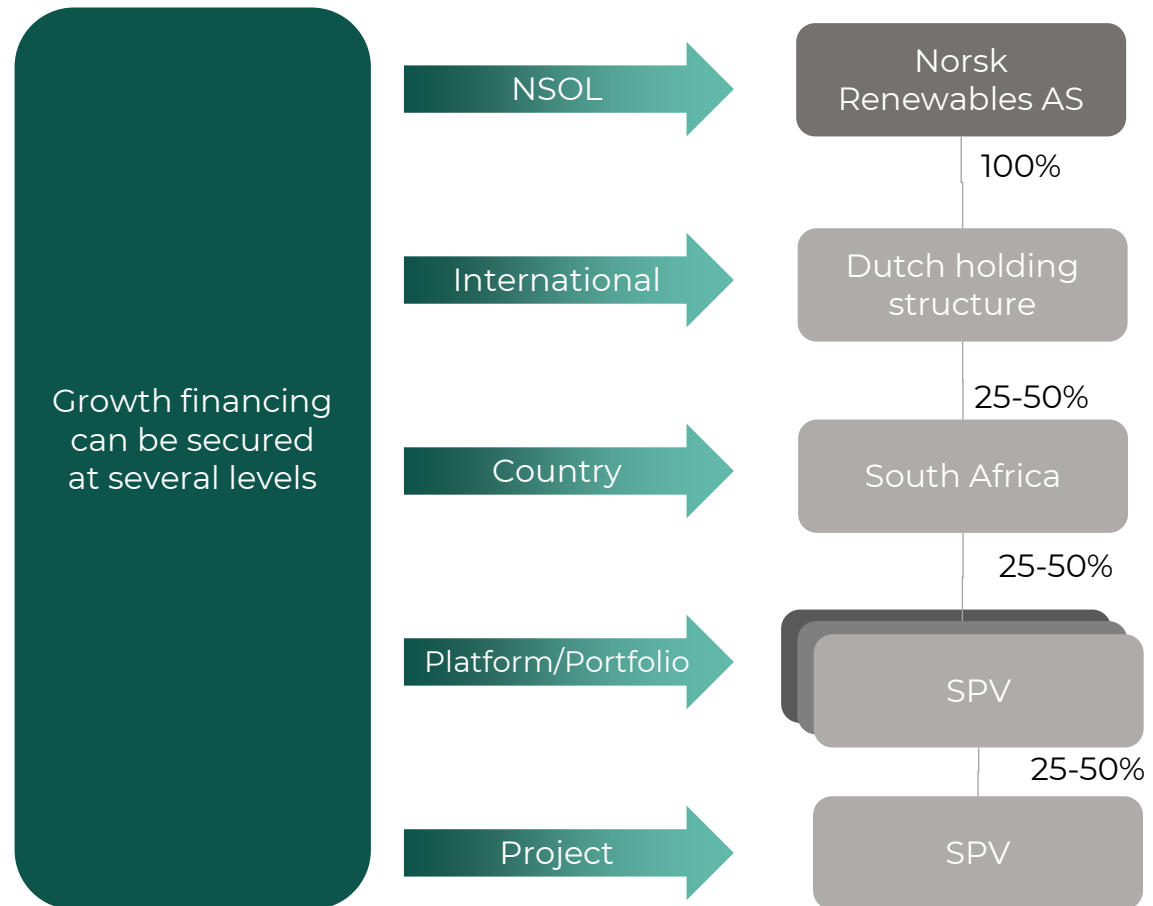 Growth financing
can be secured
at several levels
NSOL
Norsk
Renewables AS
100%
International
Dutch holding
structure
25-50%
Country
South Africa
25-50%
Platform/Portfolio
SPV
25-50%
Project
SPV